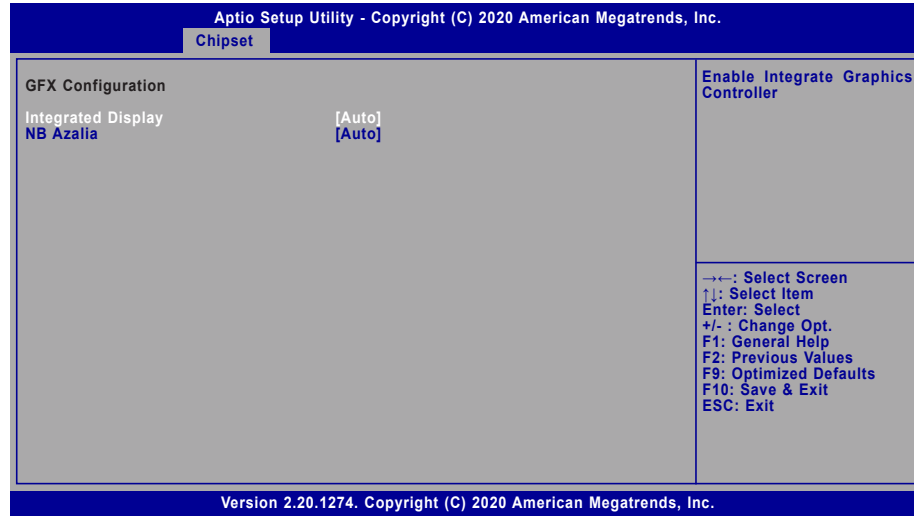 Aptio Setup Utility - Copyright (C) 2020 American Megatrends, Inc.
Chipset
GFX Configuration
Integrated Display [Auto]
NB Azalia [Auto]
Enable Integrate Graphics
Controller
→←: Select Screen
↑↓: Select Item
Enter: Select
+/- : Change Opt.
F1: General Help
F2: Previous Values
F9: Optimized Defaults
F10: Save & Exit
ESC: Exit
Version 2.20.1274. Copyright (C) 2020 American Megatrends, Inc.